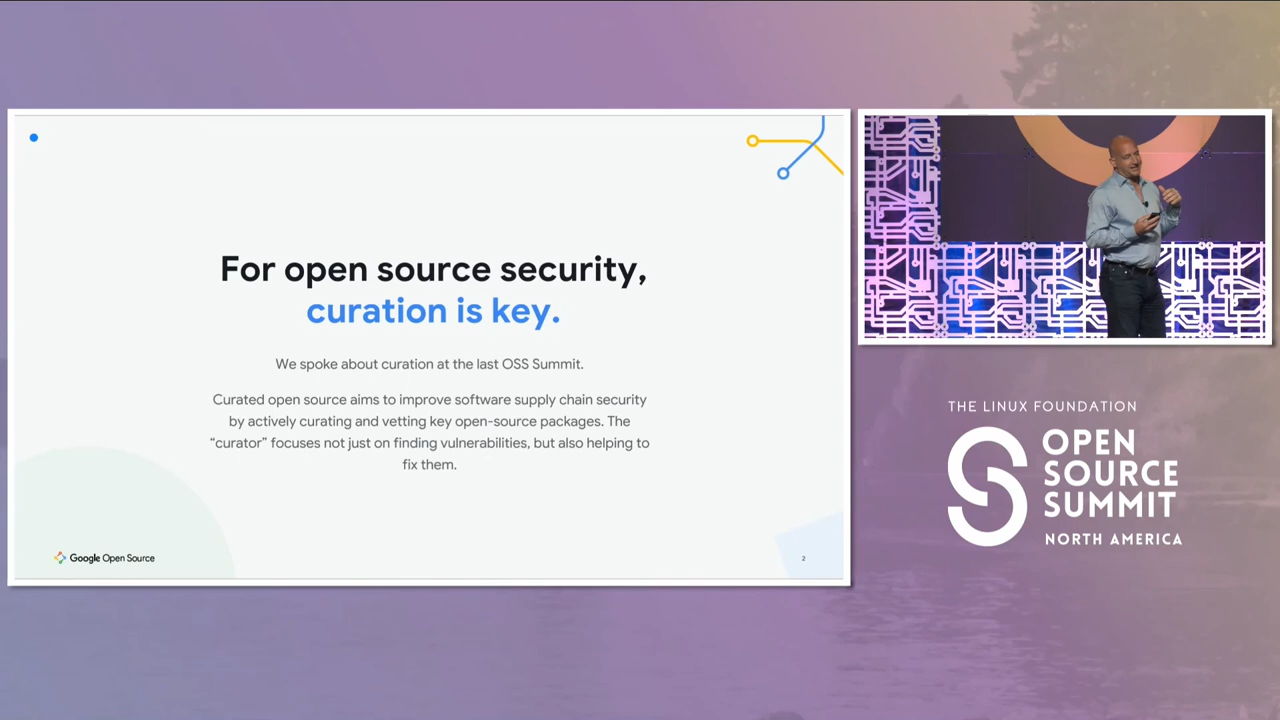 For open source security,
curation is key.
We spoke about curation at the last OSS Summit.
Curated open source aims to improve software supply chain security
by actively curating and vetting key open-source packages. The
“curator” focuses not just on finding vulnerabilities, but also helping to
fix them.
Google Open Source
2
THE LINUX FOUNDATION
OPEN
SOURCE
SUMMIT
NORTH AMERICA